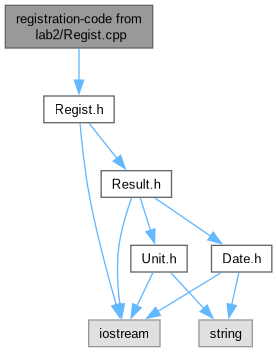 registration-code from
lab2/Regist.cpp
Regist.h
Result.h
Unit.h
Date.h
iostream
string